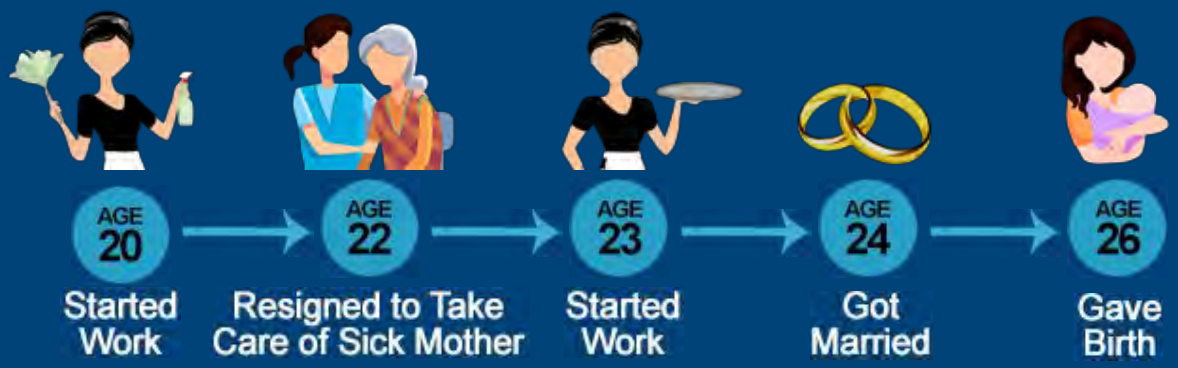 AGE
20
AGE
22
AGE
23
AGE
24
AGE
26
Started
Work
Resigned to Take
Care of Sick Mother
Started
Work
Got
Married
Gave
Birth